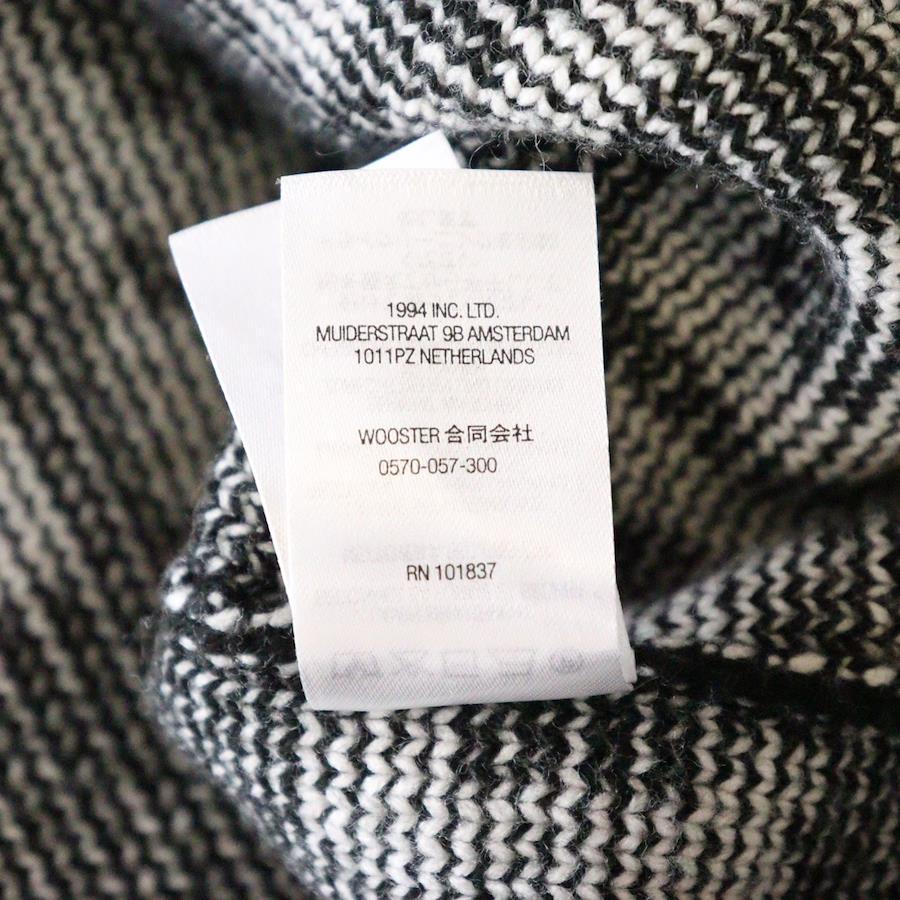 1994 INC. LTD.
MUIDERSTRAAT 9B AMSTERDAM
1011PZ NETHERLANDS
WOOSTER 合同会社
0570-057-300
RN 101837